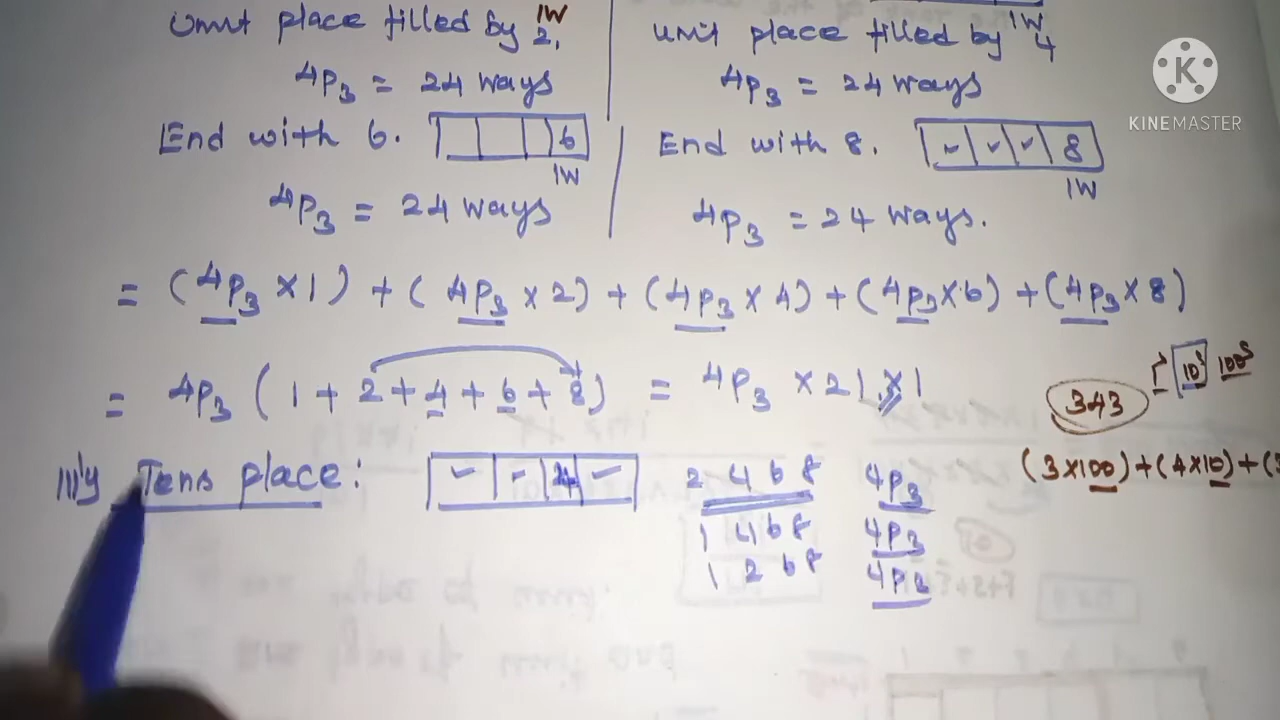 Unit place filled by 2. 1W
4P3 = 24 ways
End with 6. 6
1W
4P3 = 24 ways
unit place filled by 4 1W
4P3 = 24 ways
End with 8. 8
1W
4P3 = 24 ways.
K
KINEMASTER
= (4P3 × 1) + (4P3 × 2) + (4P3 × 4) + (4P3 × 6) + (4P3 × 8)
= 4P3 (1 + 2 + 4 + 6 + 8) = 4P3 × 21 × 1
10s 100s
343
(3×100) + (4×10) + (3
111'y Tens place: 4 2 4 6 8 4P3
1 4 6 8 4P3
1 2 6 8 4P3